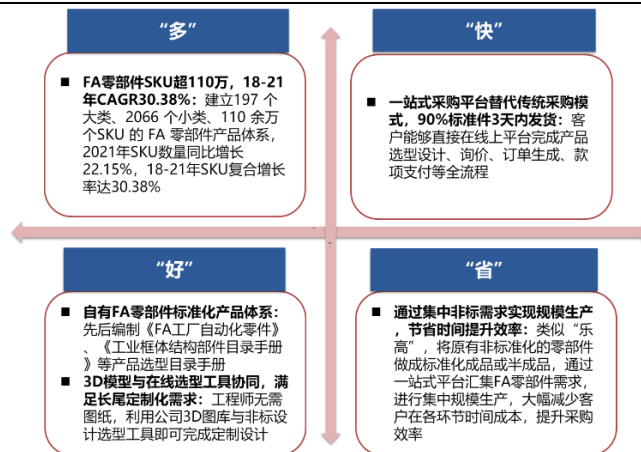 “多”
■ FA零部件SKU超110万，18-21
年CAGR30.38%：建立197 个
大类、2066 个小类、110 余万
个SKU 的 FA 零部件产品体系，
2021年SKU数量同比增长
22.15%，18-21年SKU复合增长
率达30.38%
“快”
■ 一站式采购平台替代传统采购模
式，90%标准件3天内发货：客
户能够直接在线上平台完成产品
选型设计、询价、订单生成、款
项支付等全流程
“好”
■ 自有FA零部件标准化产品体系：
先后编制《FA工厂自动化零件》
、《工业框体结构部件目录手册
》等产品选型目录手册
■ 3D模型与在线选型工具协同，满
足长尾定制化需求：工程师无需
图纸，利用公司3D图库与非标设
计选型工具即可完成定制设计
“省”
■ 通过集中非标需求实现规模生产
，节省时间提升效率：类似“乐
高”，将原有非标准化的零部件
做成标准化成品或半成品，通过
一站式平台汇集FA零部件需求，
进行集中规模生产，大幅减少客
户在各环节时间成本，提升采购
效率